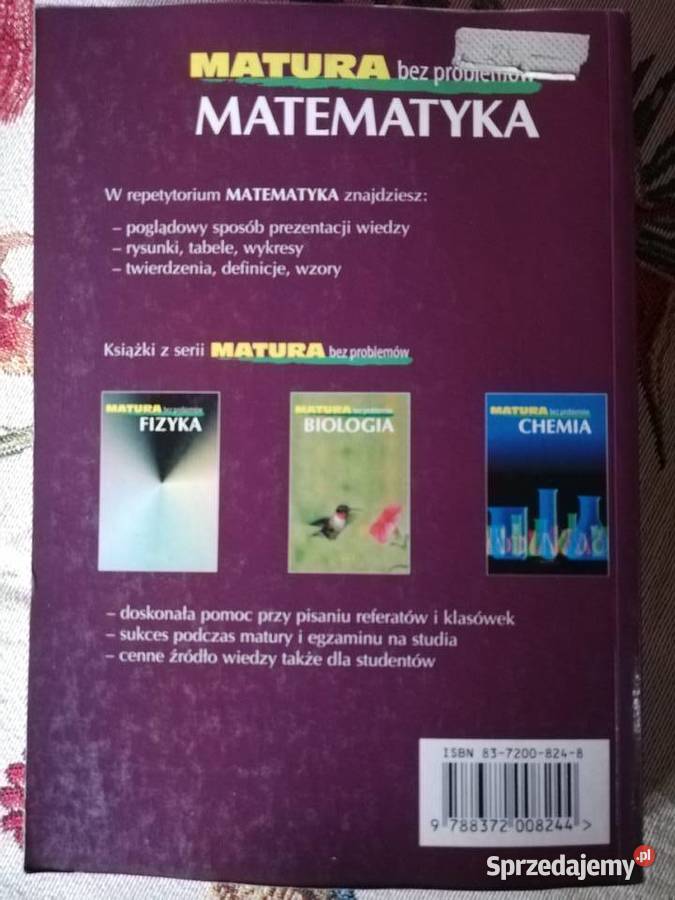 MATURA bez problemów
MATEMATYKA
W repetytorium MATEMATYKA znajdziesz:
– poglądowy sposób prezentacji wiedzy
– rysunki, tabele, wykresy
– twierdzenia, definicje, wzory
Książki z serii MATURA bez problemów
MATURA bez problemów
FIZYKA
MATURA bez problemów
BIOLOGIA
MATURA bez problemów
CHEMIA
– doskonała pomoc przy pisaniu referatów i klasówek
– sukces podczas matury i egzaminu na studia
– cenne źródło wiedzy także dla studentów
ISBN 83-7200-824-8
9 788372 008244 >
Sprzedajemy.pl